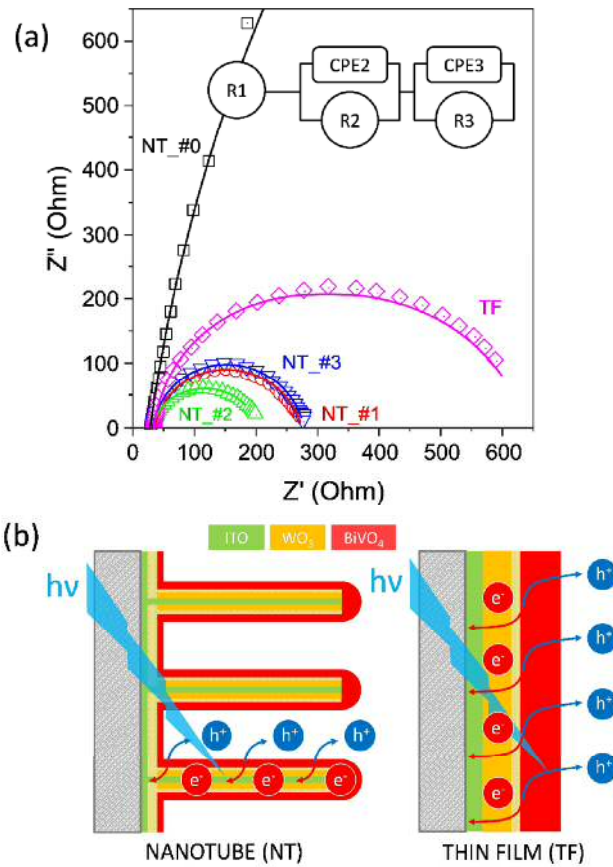 (a)
R1
CPE2
R2
CPE3
R3
NT_#0
TF
NT_#3
NT_#2
NT_#1
600
500
400
300
200
100
0
Z'' (Ohm)
0 100 200 300 400 500 600
Z' (Ohm)
(b)
ITO WO₃ BiVO₄
hν
h⁺ h⁺ h⁺
e⁻ e⁻ e⁻
NANOTUBE (NT)
hν
e⁻ h⁺
e⁻ h⁺
e⁻ h⁺
e⁻ h⁺
THIN FILM (TF)